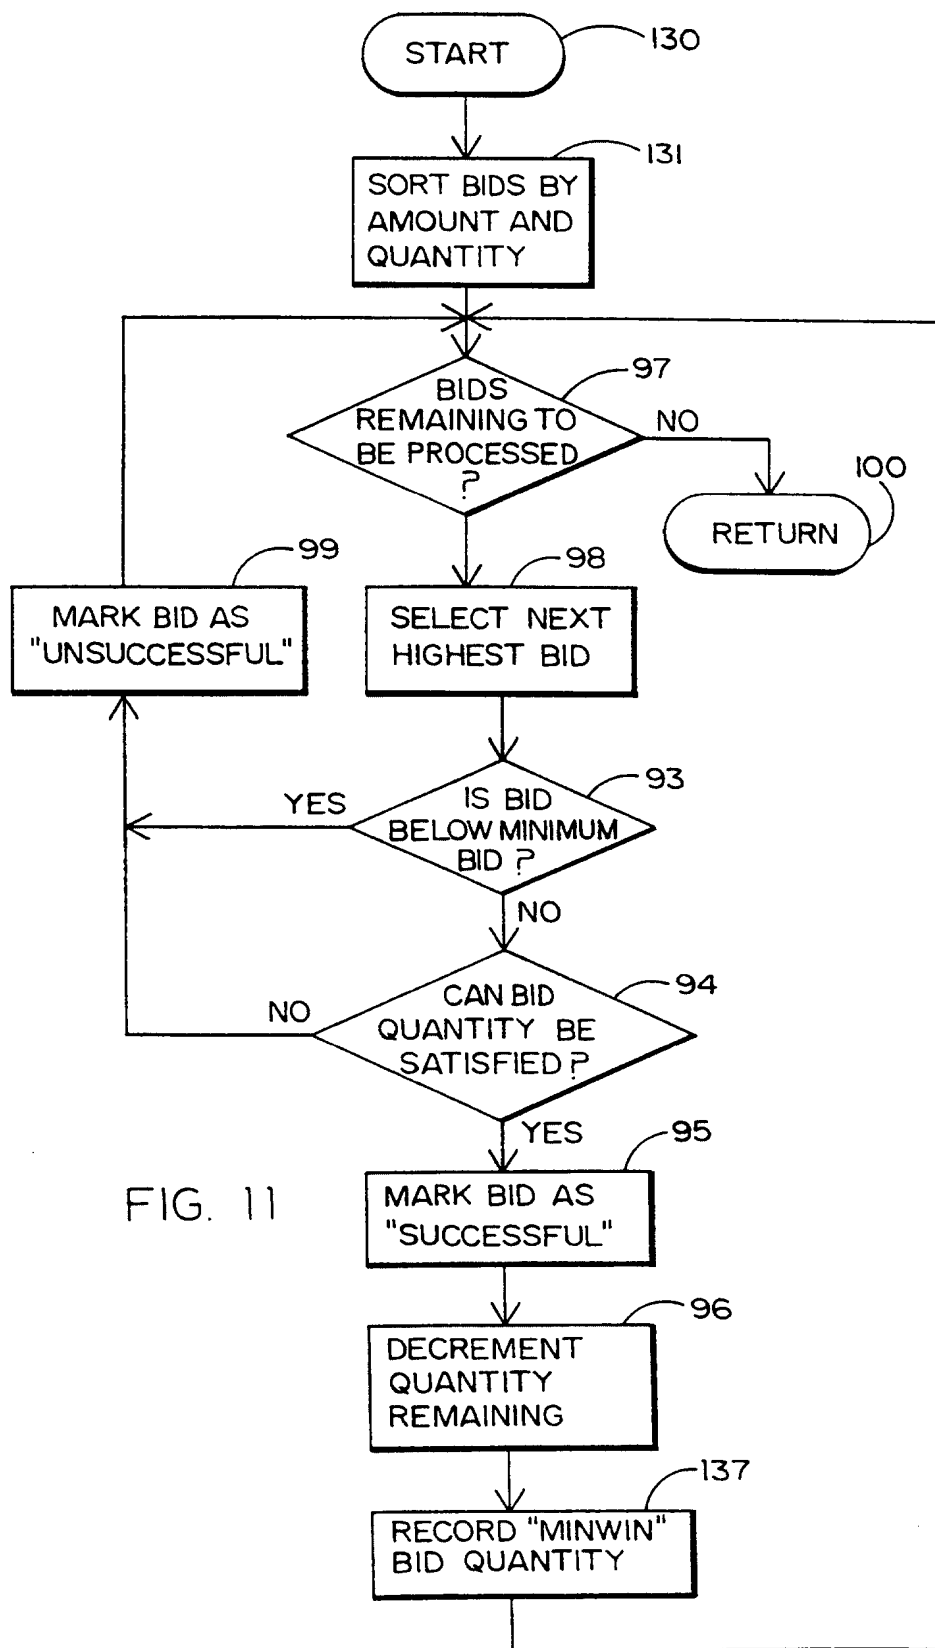 START
130
131
SORT BIDS BY
AMOUNT AND
QUANTITY
97
BIDS
REMAINING TO
BE PROCESSED
?
NO
100
RETURN
99
MARK BID AS
"UNSUCCESSFUL"
98
SELECT NEXT
HIGHEST BID
93
YES
IS BID
BELOW MINIMUM
BID ?
NO
94
NO
CAN BID
QUANTITY BE
SATISFIED ?
YES
95
MARK BID AS
"SUCCESSFUL"
FIG. 11
96
DECREMENT
QUANTITY
REMAINING
137
RECORD "MINWIN"
BID QUANTITY